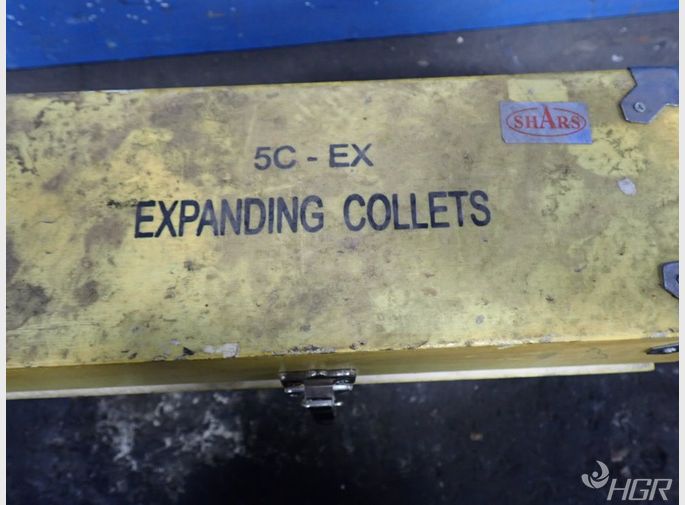 SHARS
5C - EX
EXPANDING COLLETS
HGR